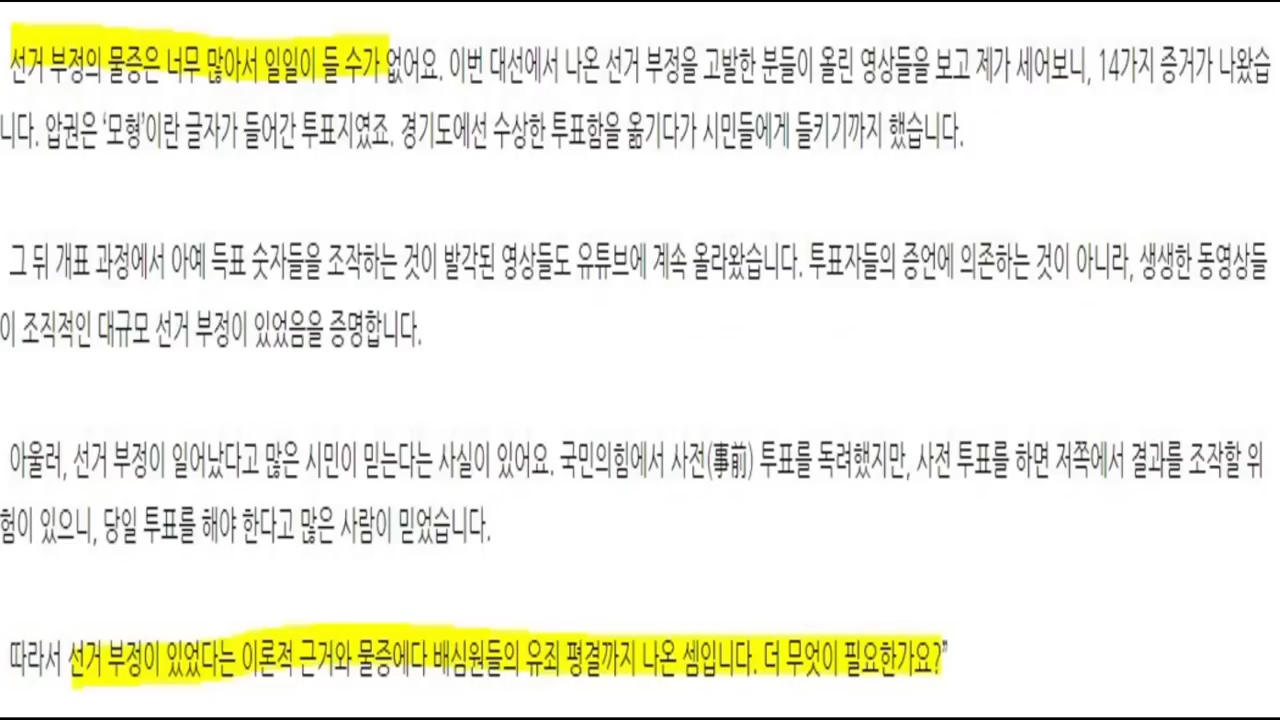 선거 부정의 물증은 너무 많아서 일일이 들 수가 없어요. 이번 대선에서 나온 선거 부정을 고발한 분들이 올린 영상들을 보고 제가 세어보니, 14가지 증거가 나왔습
니다. 압권은 ‘모형’이란 글자가 들어간 투표지였죠. 경기도에선 수상한 투표함을 옮기다가 시민들에게 들키기까지 했습니다.
그 뒤 개표 과정에서 아예 득표 숫자들을 조작하는 것이 발각된 영상들도 유튜브에 계속 올라왔습니다. 투표자들의 증언에 의존하는 것이 아니라, 생생한 동영상들
이 조직적인 대규모 선거 부정이 있었음을 증명합니다.
아울러, 선거 부정이 일어났다고 많은 시민이 믿는다는 사실이 있어요. 국민의힘에서 사전(事前) 투표를 독려했지만, 사전 투표를 하면 저쪽에서 결과를 조작할 위
험이 있으니, 당일 투표를 해야 한다고 많은 사람이 믿었습니다.
따라서 선거 부정이 있었다는 이론적 근거와 물증에다 배심원들의 유죄 평결까지 나온 셈입니다. 더 무엇이 필요한가요?”